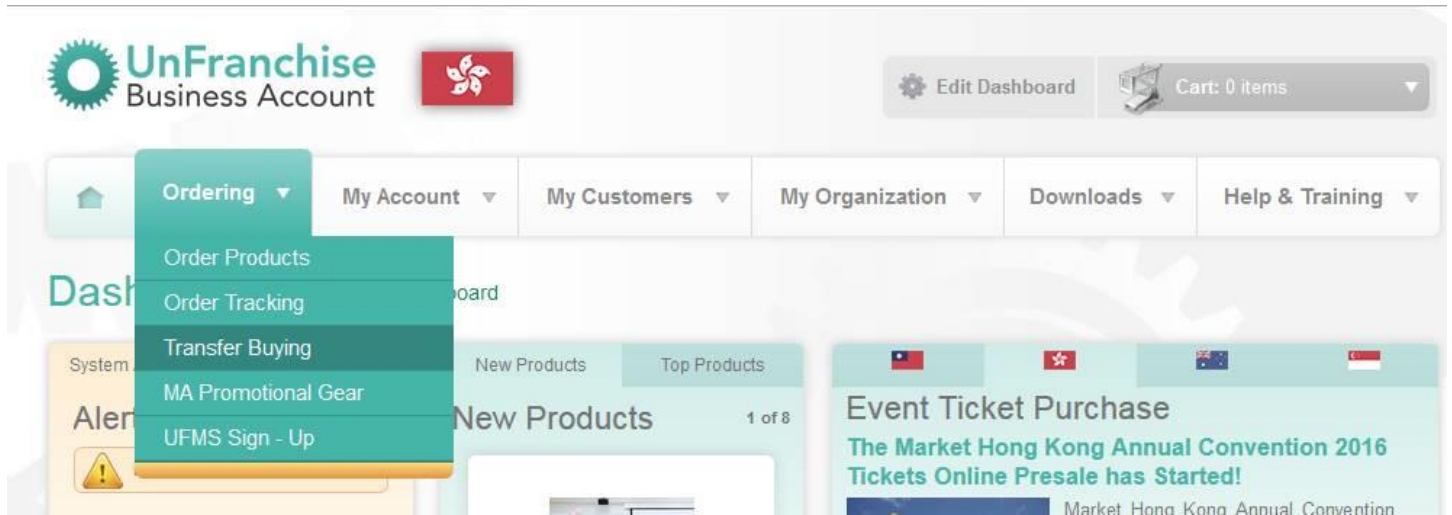 UnFranchise
Business Account
Edit Dashboard
Cart: 0 items
Ordering
My Account
My Customers
My Organization
Downloads
Help & Training
Order Products
Order Tracking
Transfer Buying
MA Promotional Gear
UFMS Sign - Up
Dash
board
System
New Products
Top Products
Alert
New Products
1 of 8
Event Ticket Purchase
The Market Hong Kong Annual Convention 2016
Tickets Online Presale has Started!
Market Hong Kong Annual Convention